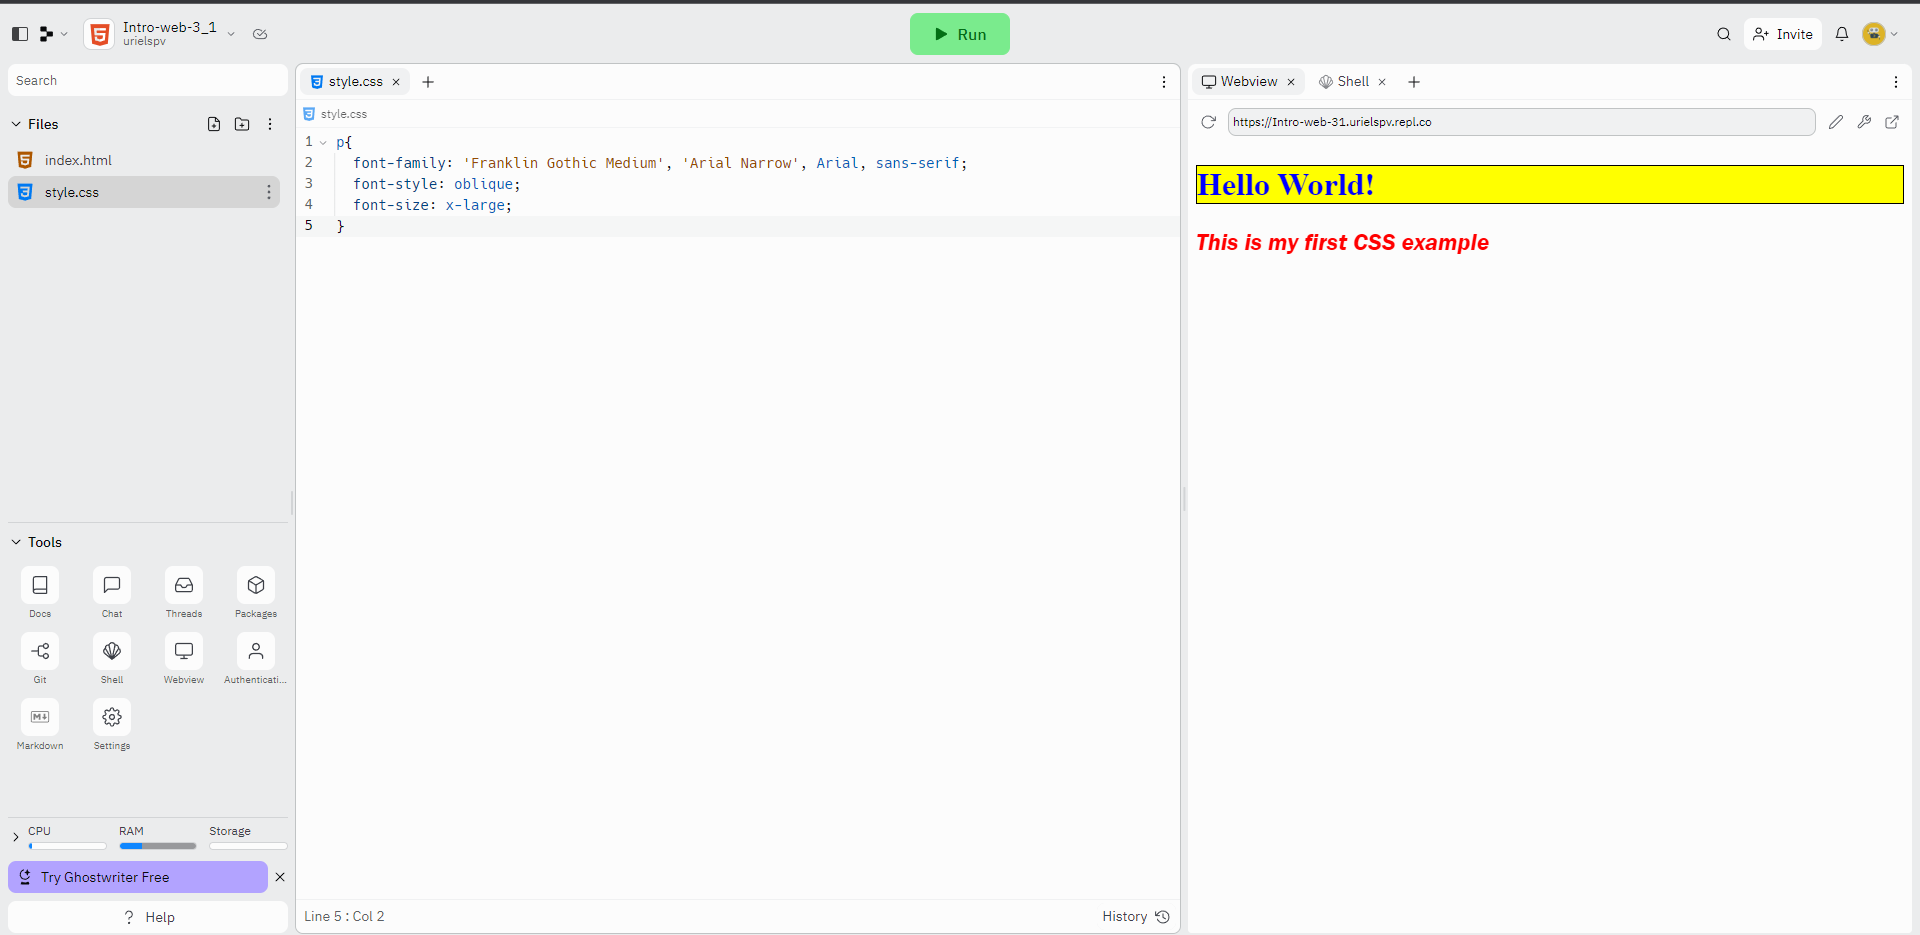 Intro-web-3_1
urielspv
Run
Invite
Search
Files
index.html
style.css
Tools
Docs
Chat
Threads
Packages
Git
Shell
Webview
Authenticati...
Markdown
Settings
CPU
RAM
Storage
Try Ghostwriter Free
? Help
style.css
style.css
1 p{
2 font-family: 'Franklin Gothic Medium', 'Arial Narrow', Arial, sans-serif;
3 font-style: oblique;
4 font-size: x-large;
5 }
Line 5 : Col 2
History
Webview
Shell
https://Intro-web-31.urielspv.repl.co
Hello World!
This is my first CSS example